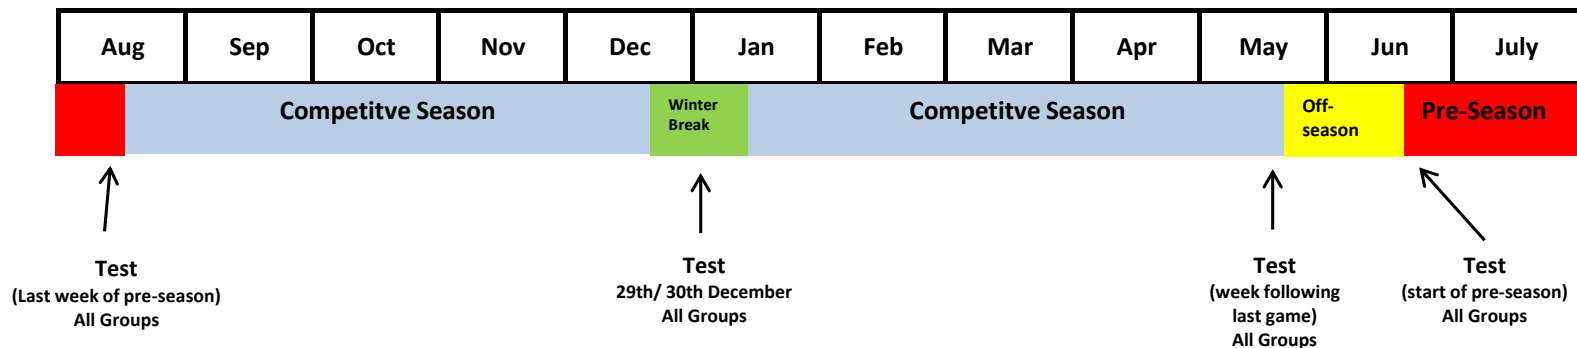 Aug Sep Oct Nov Dec Jan Feb Mar Apr May Jun July
Competitve Season
Winter
Break
Competitve Season
Off-
season
Pre-Season
Test
(Last week of pre-season)
All Groups
Test
29th/ 30th December
All Groups
Test
(week following
last game)
All Groups
Test
(start of pre-season)
All Groups